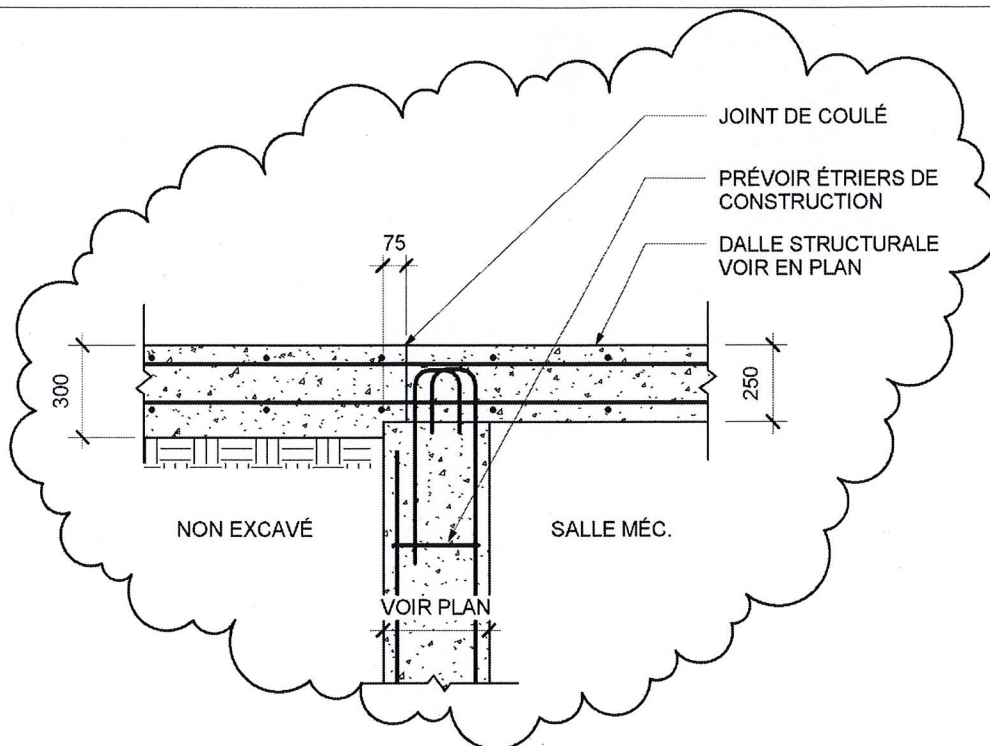 JOINT DE COULÉ
PRÉVOIR ÉTRIERS DE
CONSTRUCTION
DALLE STRUCTURALE
VOIR EN PLAN
75
300
250
NON EXCAVÉ
SALLE MÉC.
VOIR PLAN